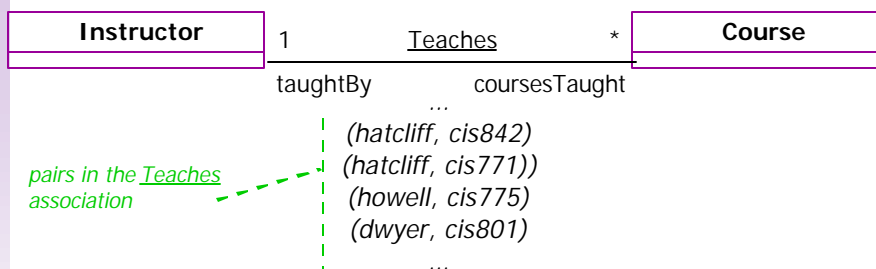 Instructor 1 Teaches * Course
taughtBy coursesTaught
...
(hatcliff, cis842)
(hatcliff, cis771))
pairs in the Teaches
association
(howell, cis775)
(dwyer, cis801)
...